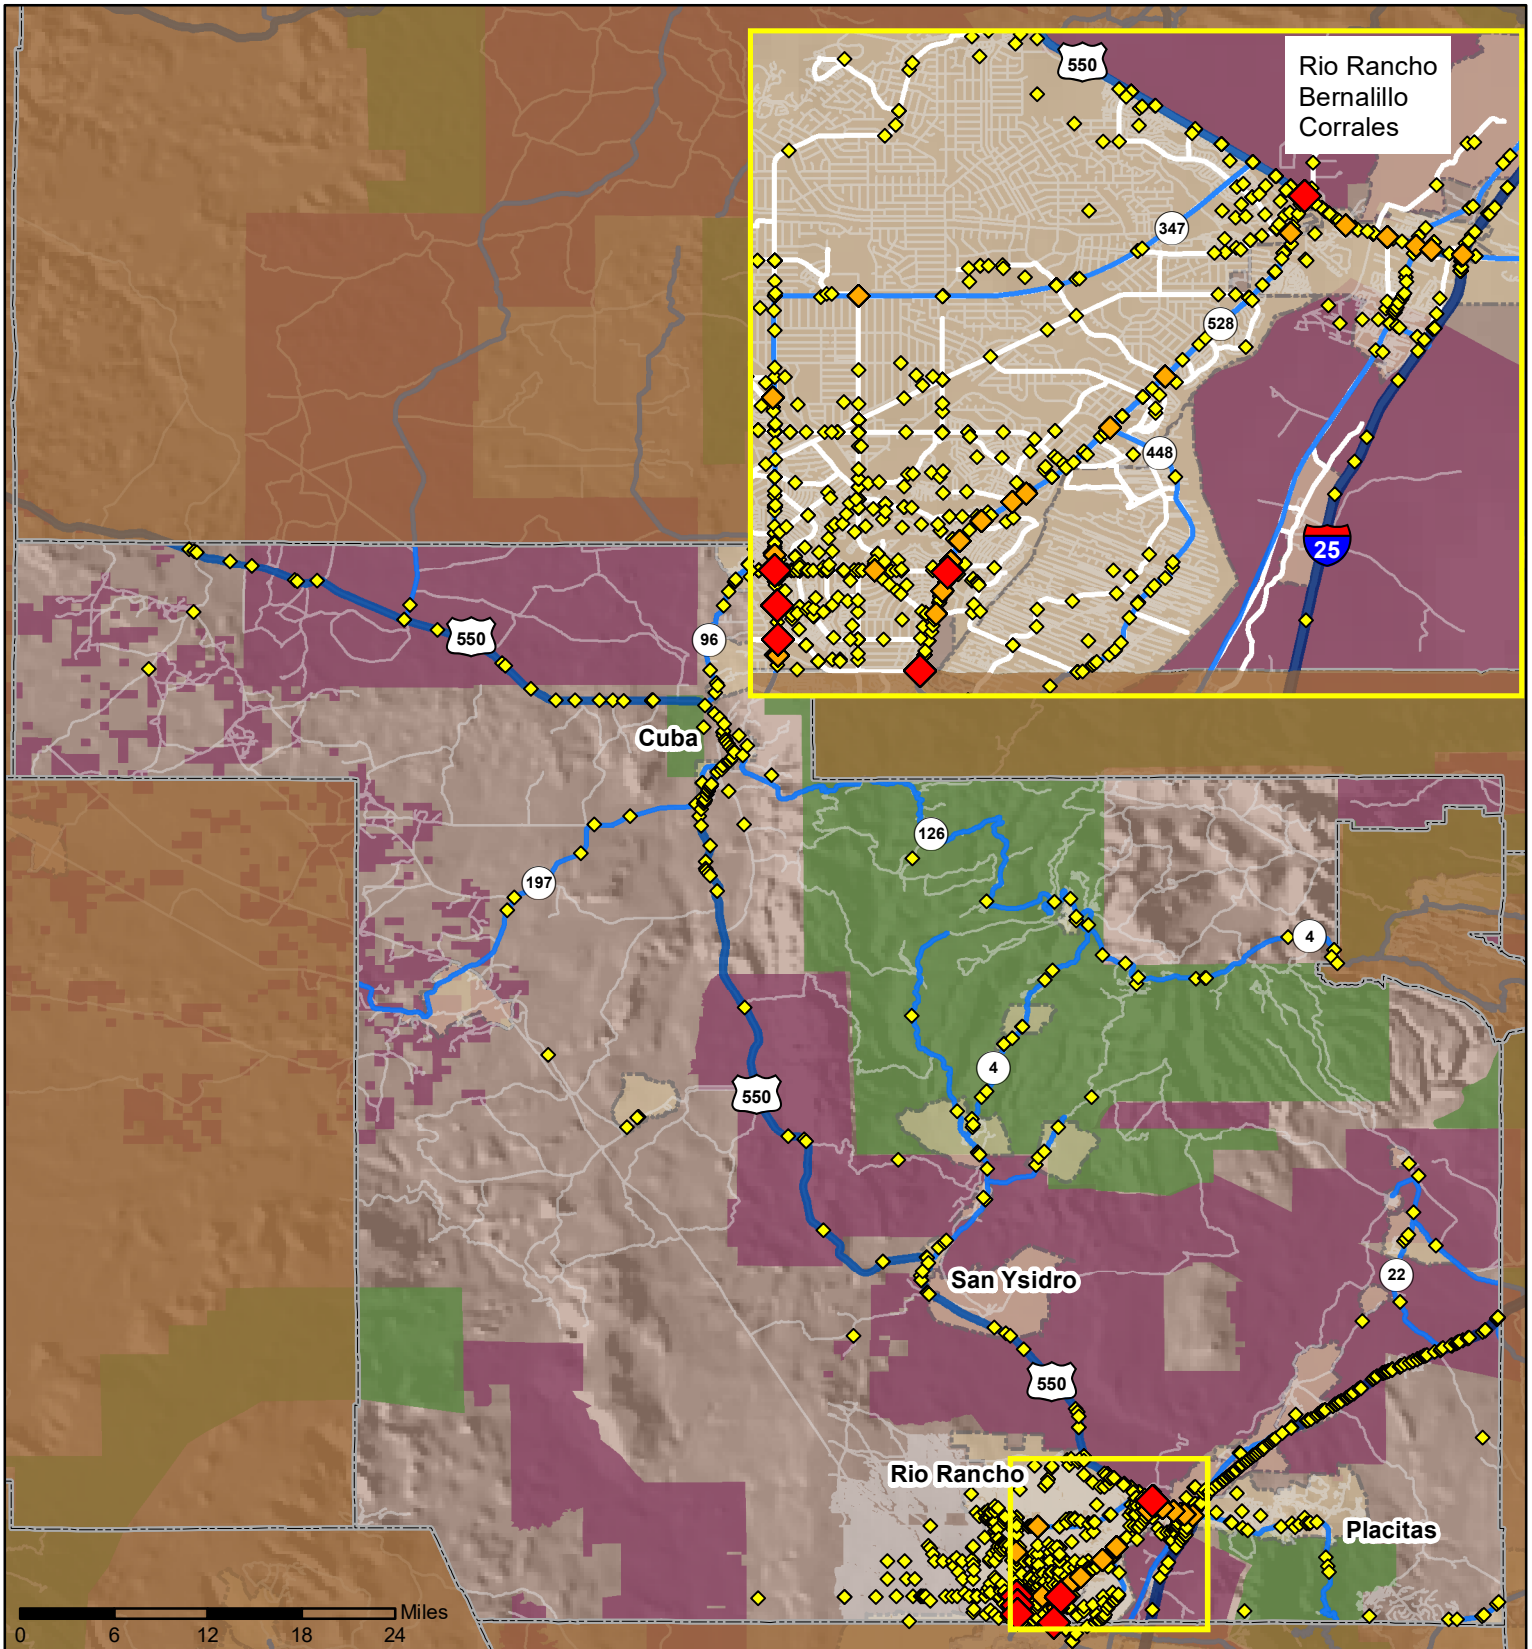 550
Rio Rancho
Bernalillo
Corrales
347
528
448
25
550
96
Cuba
126
197
4
4
550
San Ysidro
22
550
Rio Rancho
Placitas
Miles
0 6 12 18 24